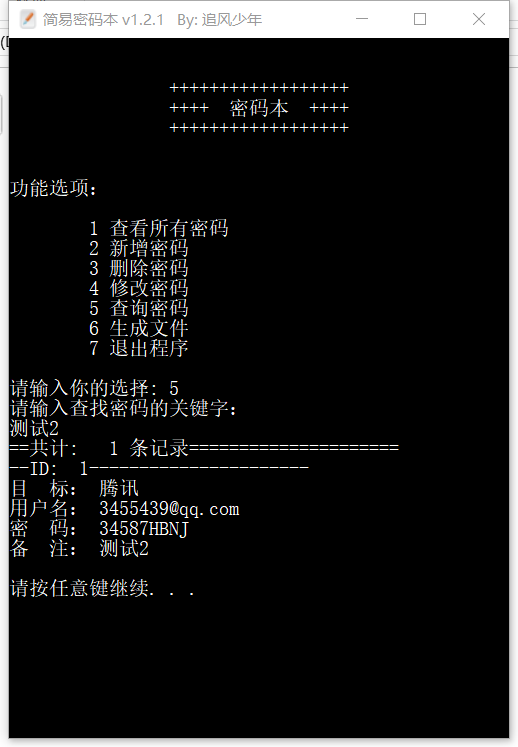 简易密码本 v1.2.1 By: 追风少年
++++++++++++++++++
++++ 密码本 ++++
++++++++++++++++++
功能选项:
1 查看所有密码
2 新增密码
3 删除密码
4 修改密码
5 查询密码
6 生成文件
7 退出程序
请输入你的选择: 5
请输入查找密码的关键字:
测试2
==共计: 1 条记录=====================
--ID: 1----------------------
目 标: 腾讯
用户名: 3455439@qq.com
密 码: 34587HBNJ
备 注: 测试2
请按任意键继续. . .